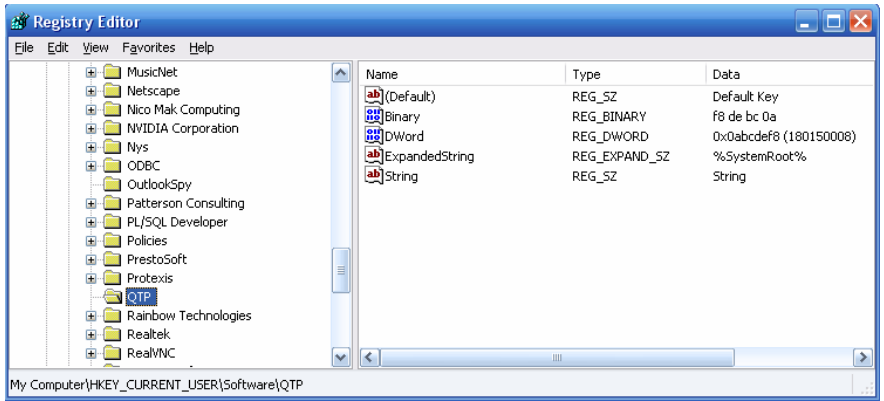 Registry Editor
File Edit View Favorites Help
MusicNet
Netscape
Nico Mak Computing
NVIDIA Corporation
Nys
ODBC
OutlookSpy
Patterson Consulting
PL/SQL Developer
Policies
PrestoSoft
Protexis
QTP
Rainbow Technologies
Realtek
RealVNC
Name Type Data
(Default) REG_SZ Default Key
Binary REG_BINARY f8 de bc 0a
DWord REG_DWORD 0x0abcdef8 (180150008)
ExpandedString REG_EXPAND_SZ %SystemRoot%
String REG_SZ String
My Computer\HKEY_CURRENT_USER\Software\QTP